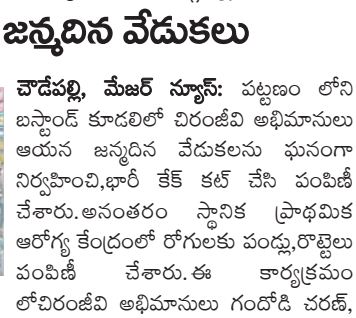 జన్మదిన వేడుకలు
చౌడేపల్లి, మేజర్ న్యూస్: పట్టణం లోని
బస్టాండ్ కూడలిలో చిరంజీవి అభిమానులు
ఆయన జన్మదిన వేడుకలను ఘనంగా
నిర్వహించి,భారీ కేక్ కట్ చేసి పంపిణీ
చేశారు.అనంతరం స్థానిక ప్రాథమిక
ఆరోగ్య కేంద్రంలో రోగులకు పండ్లు,రొట్టెలు
పంపిణీ చేశారు.ఈ కార్యక్రమం
లోచిరంజీవి అభిమానులు గందోడి చరణ్,